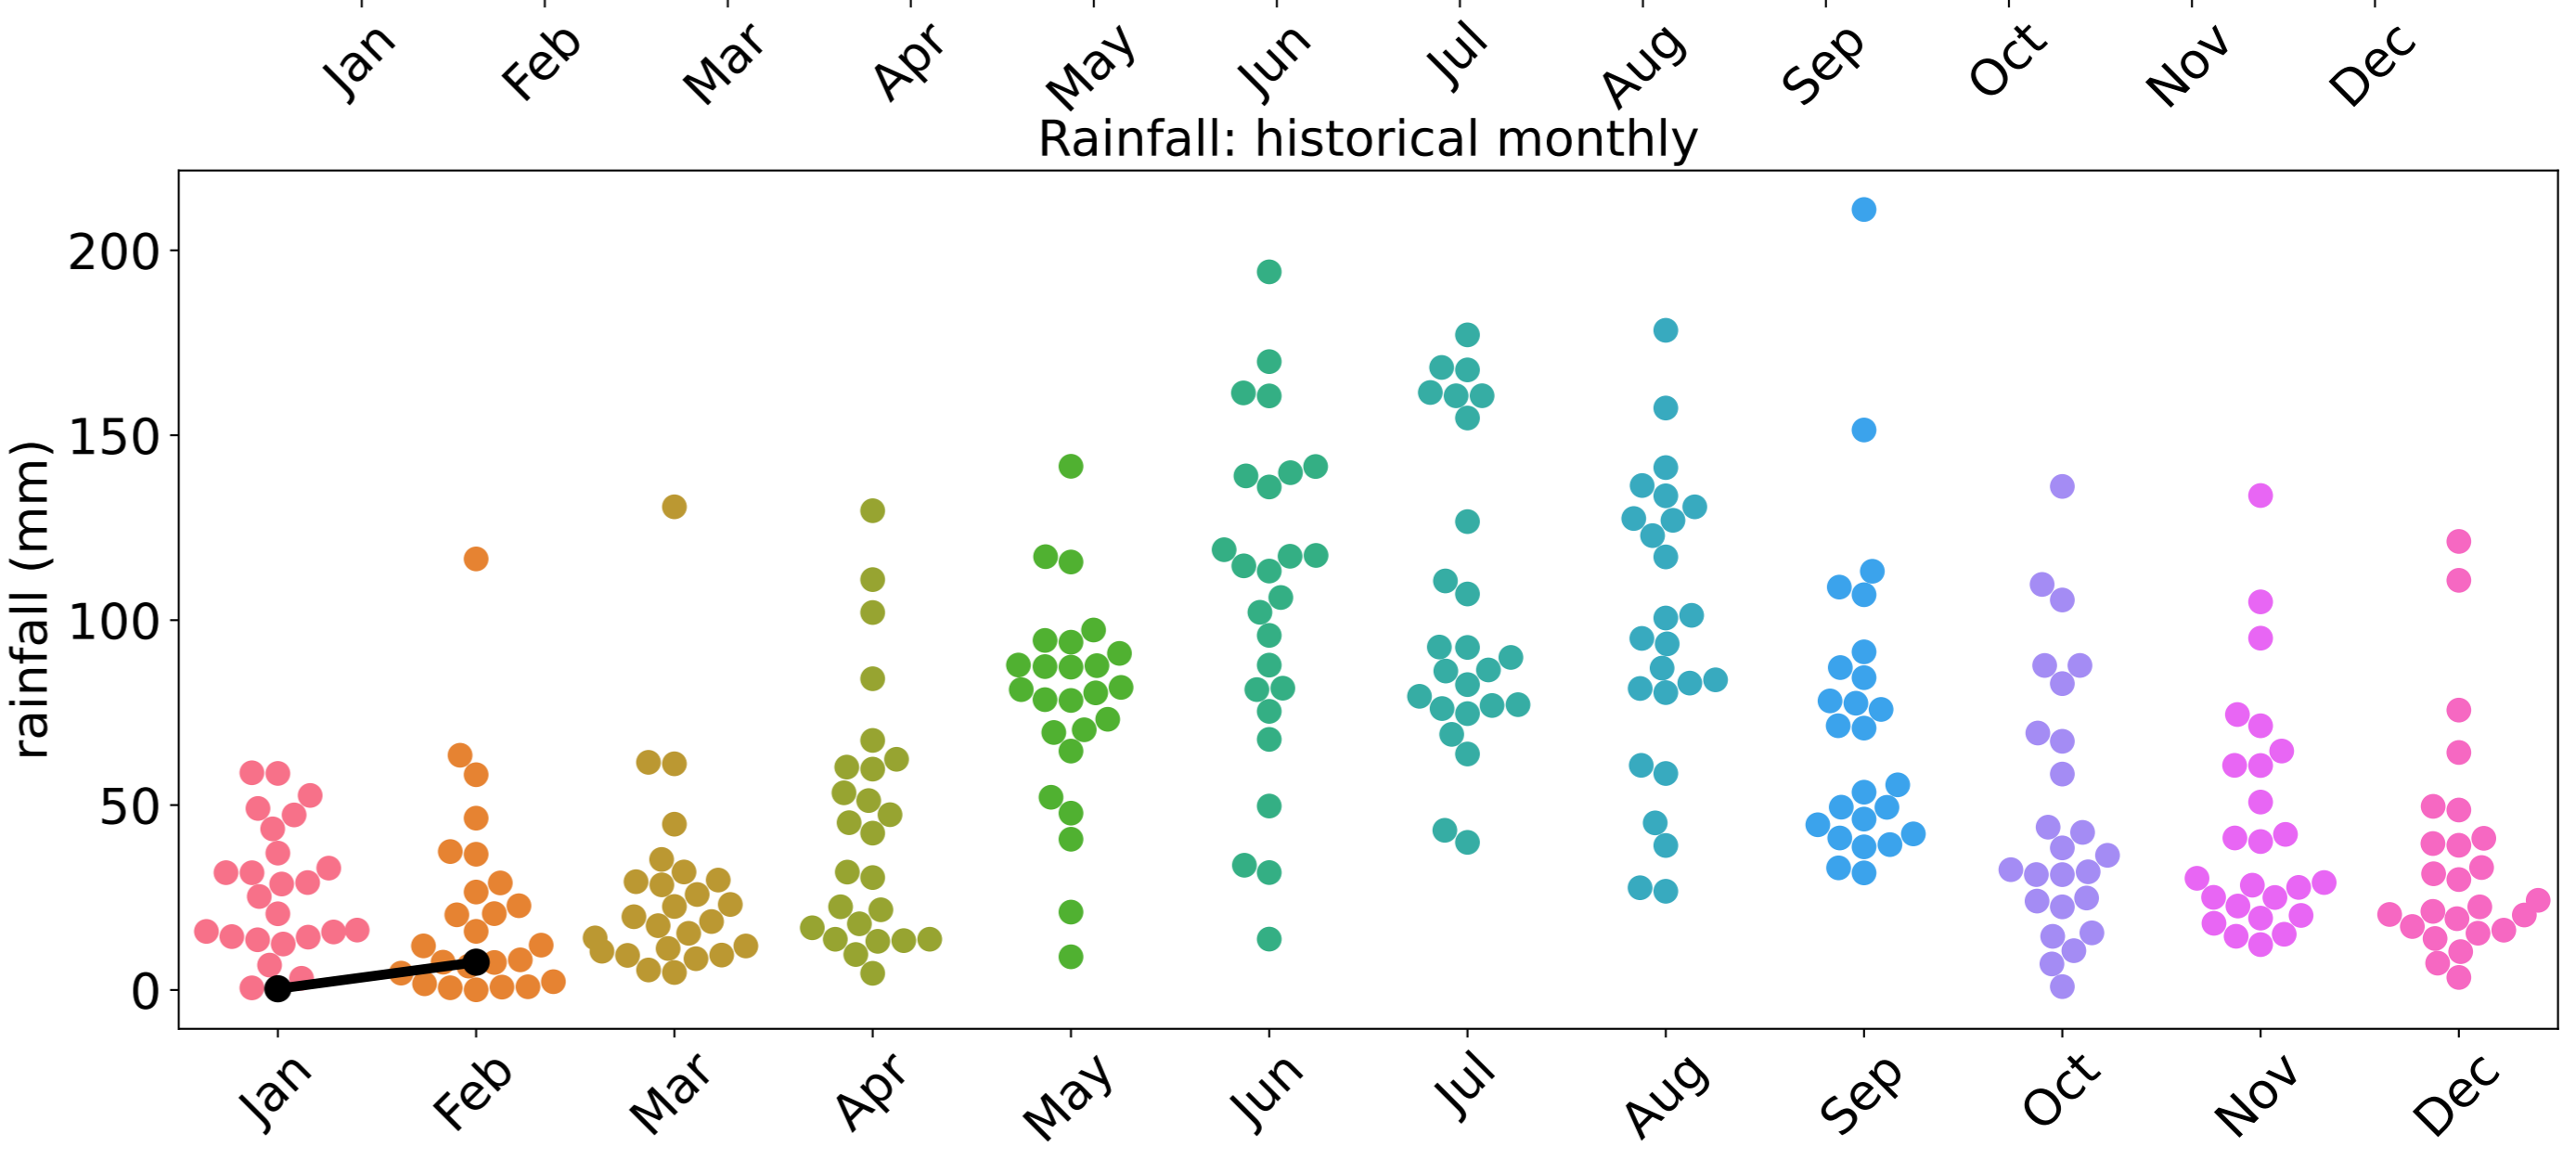 Jan Feb Mar Apr May Jun Jul Aug Sep Oct Nov Dec
Rainfall: historical monthly
rainfall (mm)
200
150
100
50
0
Jan Feb Mar Apr May Jun Jul Aug Sep Oct Nov Dec